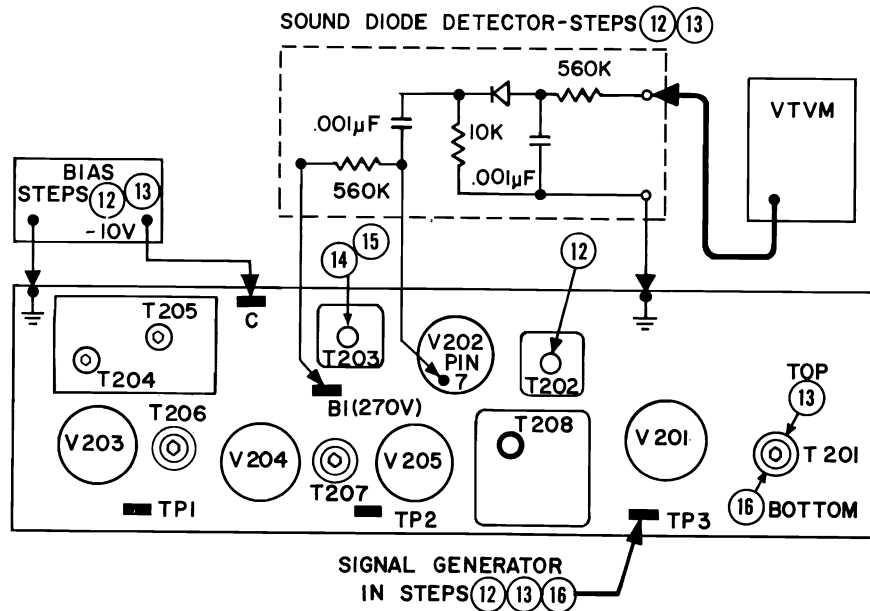 SOUND DIODE DETECTOR-STEPS 12 13
560K
.001µF
10K
.001µF
560K
VTVM
BIAS
STEPS 12 13
-10V
14 15
12
C
T205
T204
T203
V202
PIN
7
T202
B1(270V)
TOP
13
V203
T206
V204
T207
V205
T208
V201
T201
16 BOTTOM
TP1
TP2
TP3
SIGNAL GENERATOR
IN STEPS 12 13 16